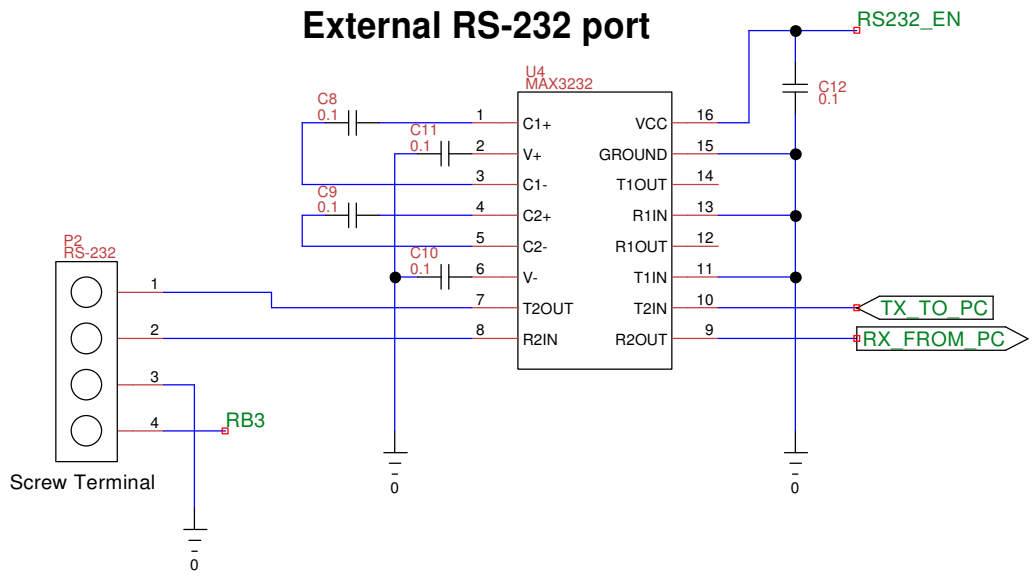 External RS-232 port
RS232_EN
U4
MAX3232
C12
0.1
C8
0.1
1
C1+
VCC
16
C11
0.1
2
V+
GROUND
15
3
C1-
T1OUT
14
C9
0.1
4
C2+
R1IN
13
5
C2-
R1OUT
12
C10
0.1
6
V-
T1IN
11
7
T2OUT
T2IN
10
TX_TO_PC
8
R2IN
R2OUT
9
RX_FROM_PC
P2
RS-232
1
2
3
4
RB3
Screw Terminal
0
0
0